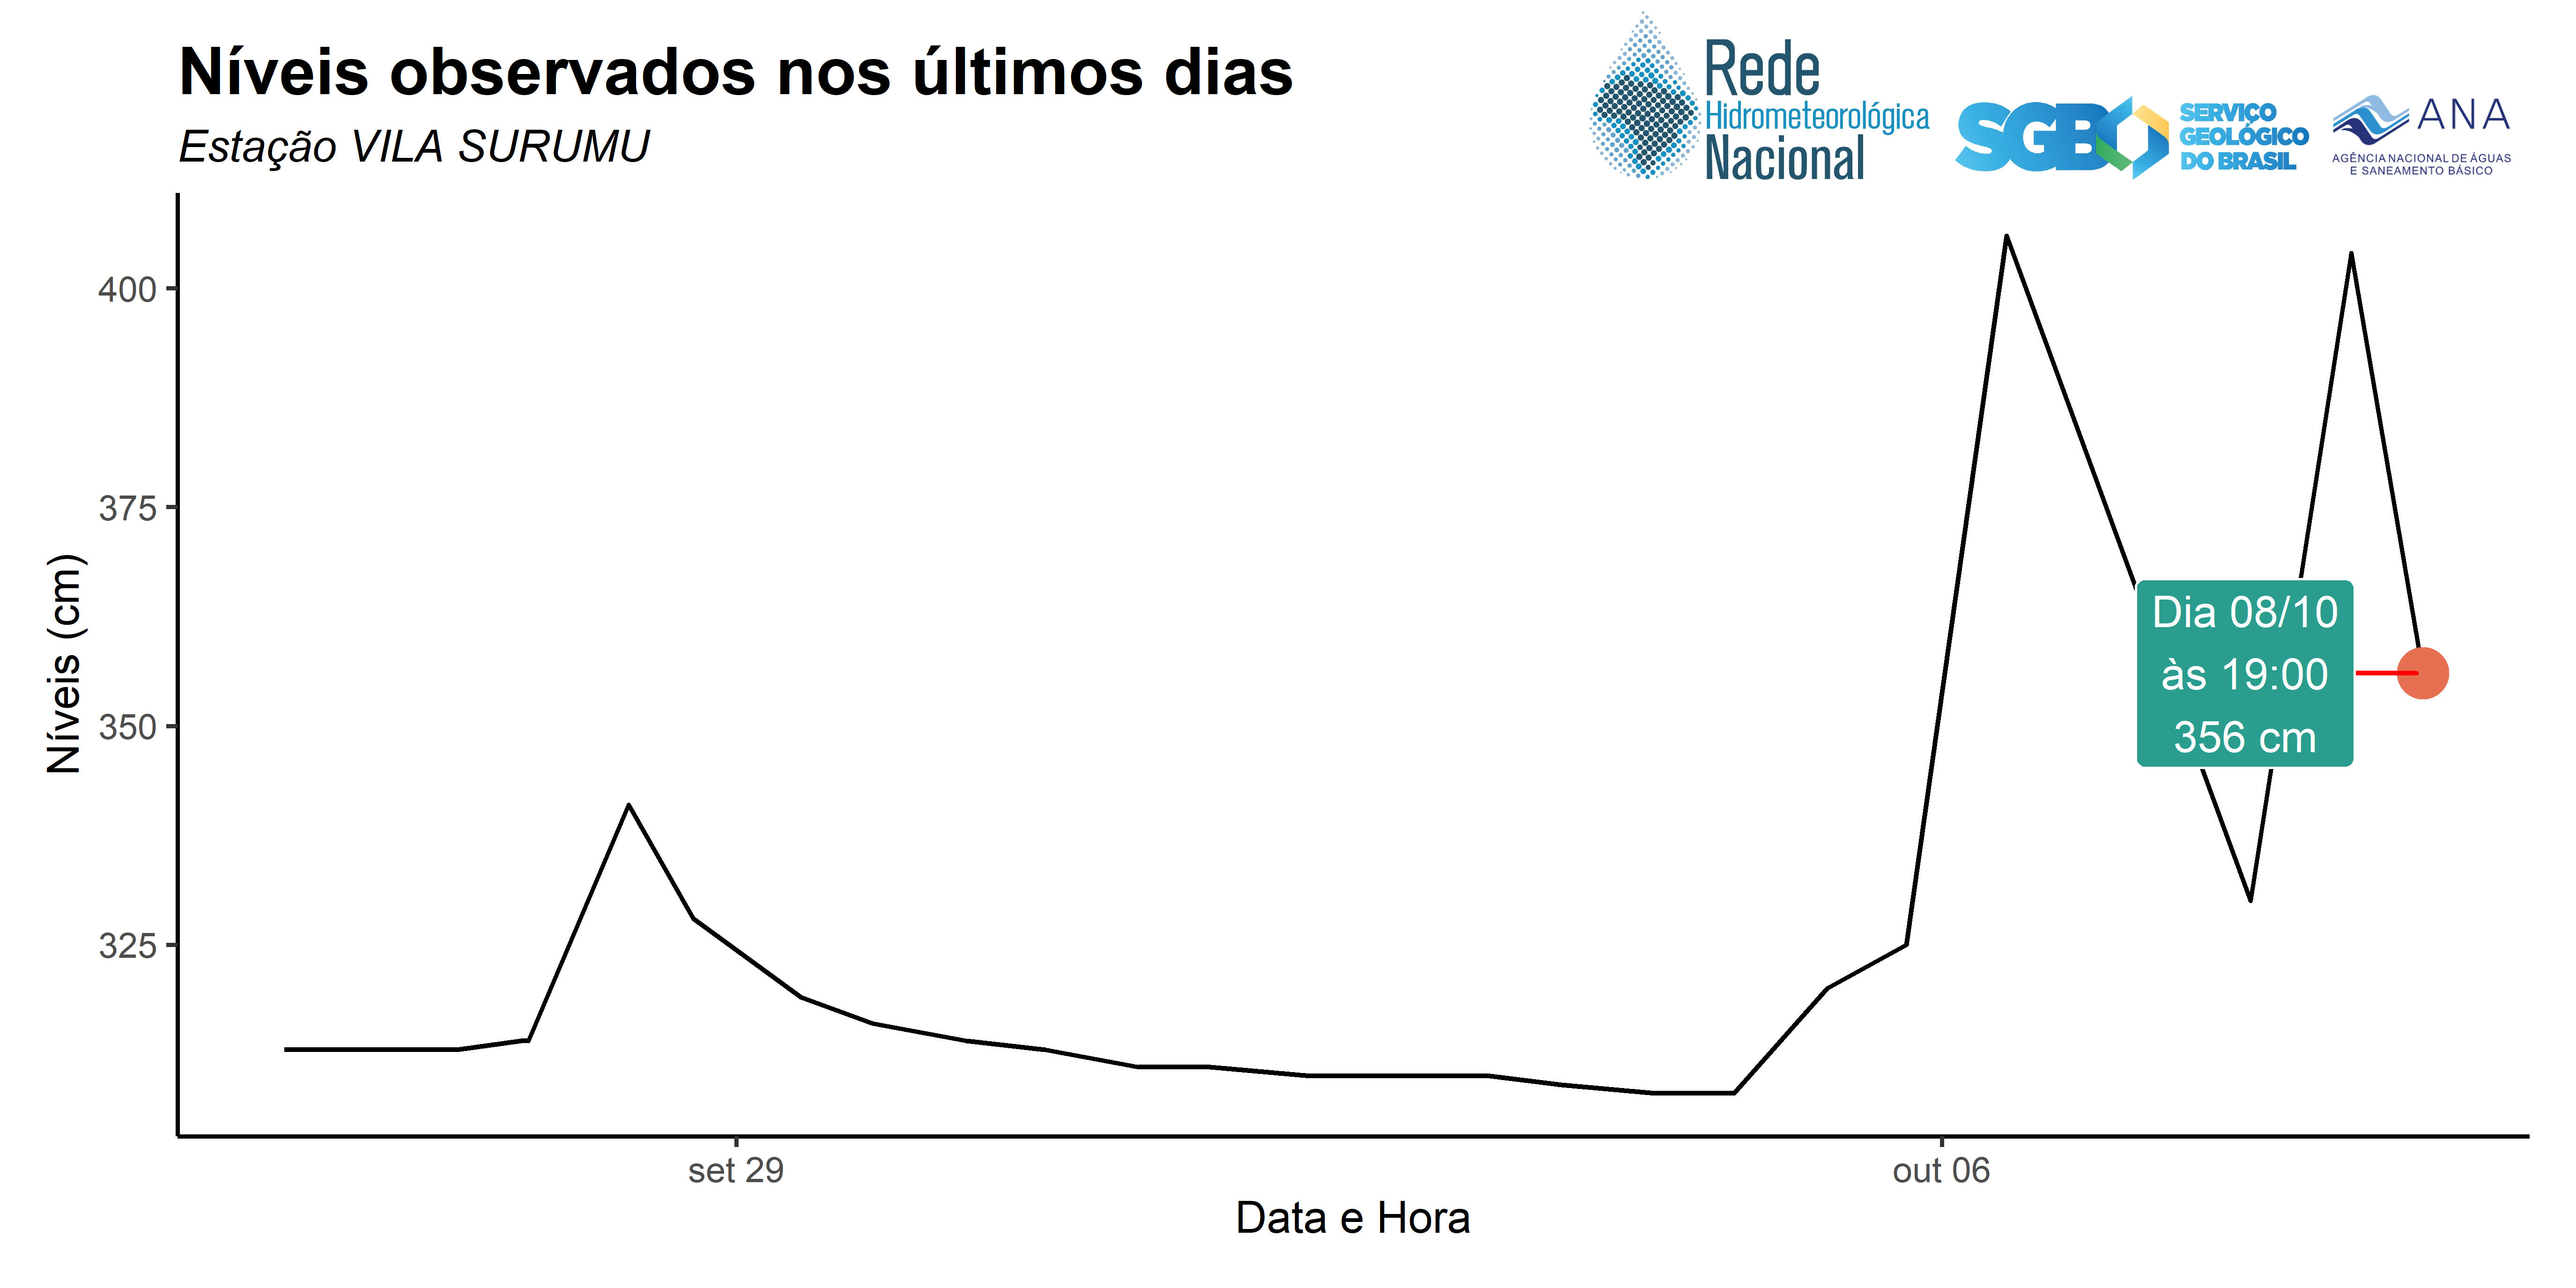 Níveis observados nos últimos dias
Estação VILA SURUMU
Rede
Hidrometeorológica
Nacional
SGB
SERVIÇO
GEOLÓGICO
DO BRASIL
ANA
AGÊNCIA NACIONAL DE ÁGUAS
E SANEAMENTO BÁSICO
Níveis (cm)
400
375
350
325
Dia 08/10
às 19:00
356 cm
set 29
out 06
Data e Hora